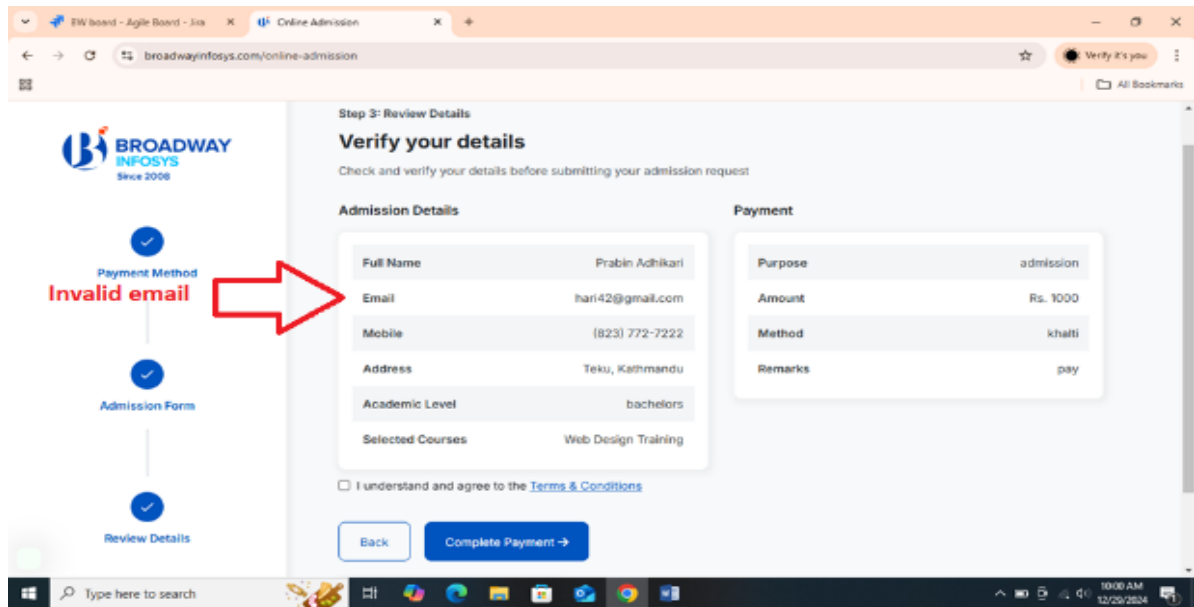 BW board - Agile Board - Jira
Online Admission
broadwayinfosys.com/online-admission
Verify it's you
All Bookmarks
BROADWAY
INFOSYS
Since 2008
Payment Method
Invalid email
Admission Form
Review Details
Step 3: Review Details
Verify your details
Check and verify your details before submitting your admission request
Admission Details
Full Name Prabin Adhikari
Email hari42@gmail.com
Mobile (823) 772-7222
Address Teku, Kathmandu
Academic Level bachelors
Selected Courses Web Design Training
Payment
Purpose admission
Amount Rs. 1000
Method khalti
Remarks pay
I understand and agree to the Terms & Conditions
Back
Complete Payment →
Type here to search
10:00 AM
12/29/2024